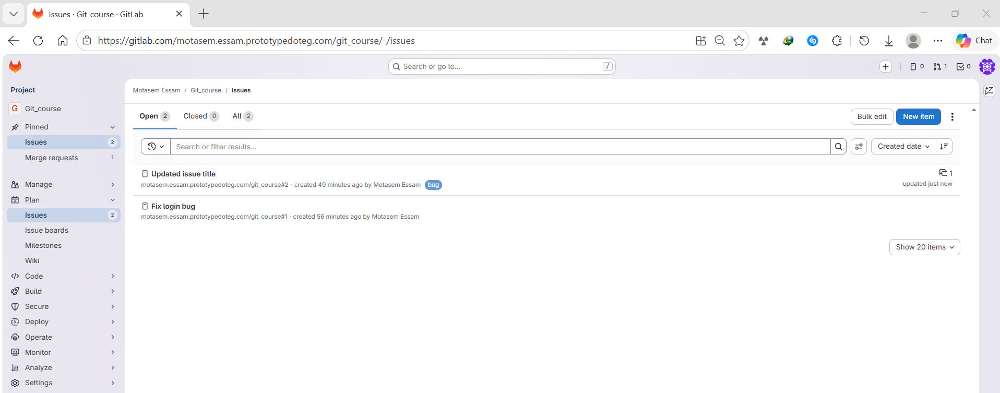 Issues · Git_course · GitLab
https://gitlab.com/motasem.essam.prototypedoteg.com/git_course/-/issues
Chat
Search or go to...
/
0
1
0
Project
G Git_course
Pinned
Issues 2
Merge requests 1
Manage
Plan
Issues 2
Issue boards
Milestones
Wiki
Code
Build
Secure
Deploy
Operate
Monitor
Analyze
Settings
Motasem Essam / Git_course / Issues
Open 2 Closed 0 All 2
Bulk edit New item
Search or filter results...
Created date
Updated issue title
1
motasem.essam.prototypedoteg.com/git_course#2 · created 49 minutes ago by Motasem Essam bug
updated just now
Fix login bug
motasem.essam.prototypedoteg.com/git_course#1 · created 56 minutes ago by Motasem Essam
Show 20 items